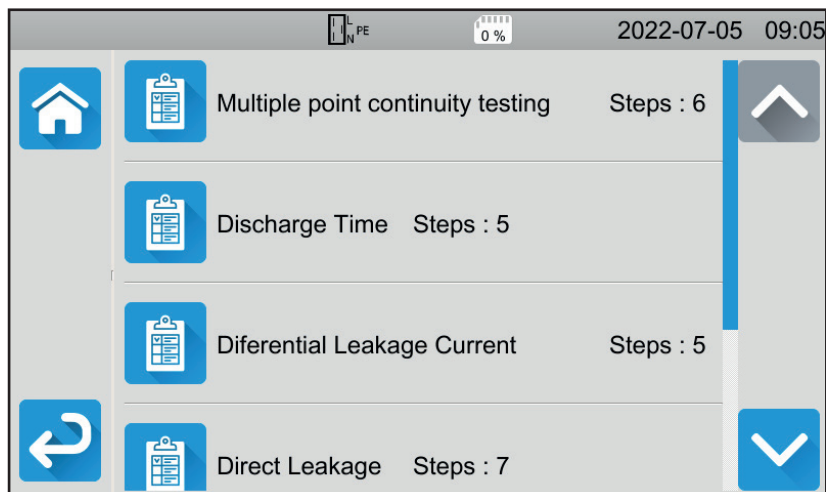 L
N PE
0 %
2022-07-05 09:05
Multiple point continuity testing Steps : 6
Discharge Time Steps : 5
Diferential Leakage Current Steps : 5
Direct Leakage Steps : 7